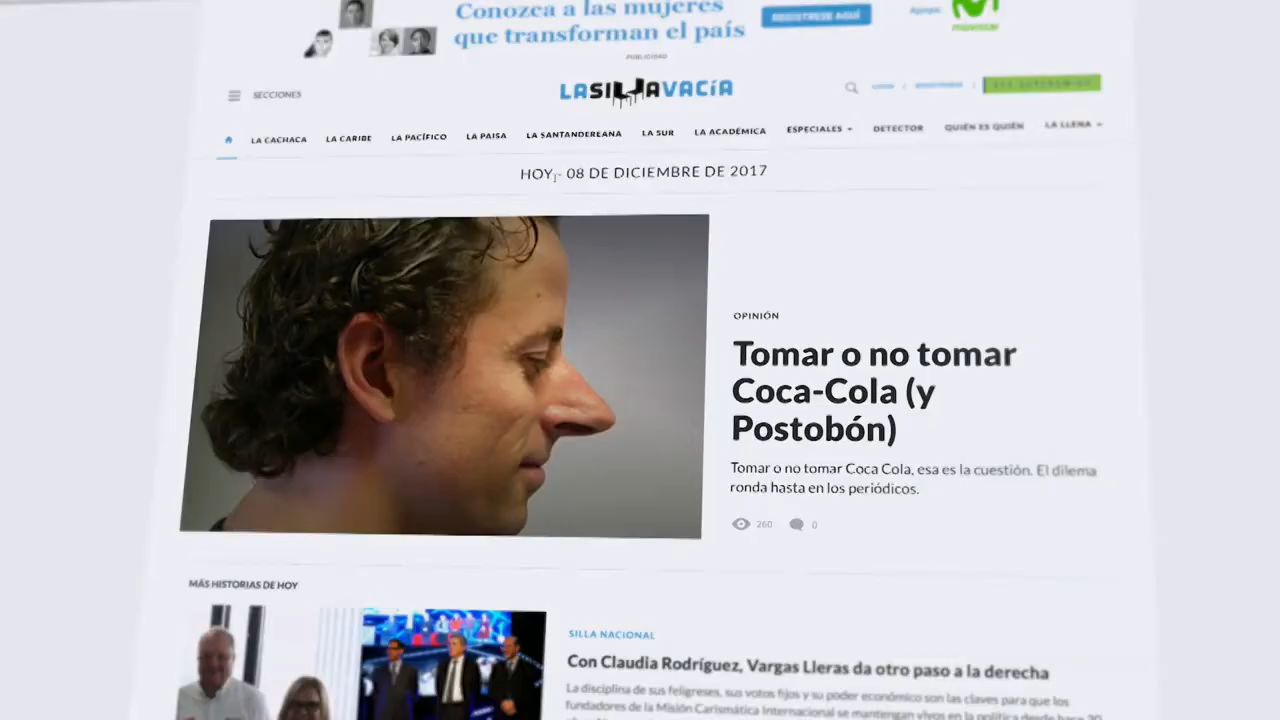 Conozca a las mujeres
que transforman el país
REGÍSTRESE AQUÍ
Apoya:
movistar
PUBLICIDAD
SECCIONES
LASILLAVACÍA
LA CACHACA
LA CARIBE
LA PACÍFICO
LA PAISA
LA SANTANDEREANA
LA SUR
LA ACADÉMICA
ESPECIALES
DETECTOR
QUIÉN ES QUIÉN
LA LLENA
HOY - 08 DE DICIEMBRE DE 2017
OPINIÓN
Tomar o no tomar
Coca-Cola (y
Postobón)
Tomar o no tomar Coca Cola, esa es la cuestión. El dilema
ronda hasta en los periódicos.
260
0
MÁS HISTORIAS DE HOY
SILLA NACIONAL
Con Claudia Rodríguez, Vargas Lleras da otro paso a la derecha
La disciplina de sus feligreses, sus votos fijos y su poder económico son las claves para que los
fundadores de la Misión Carismática Internacional se mantengan vivos en la política desde hace 30